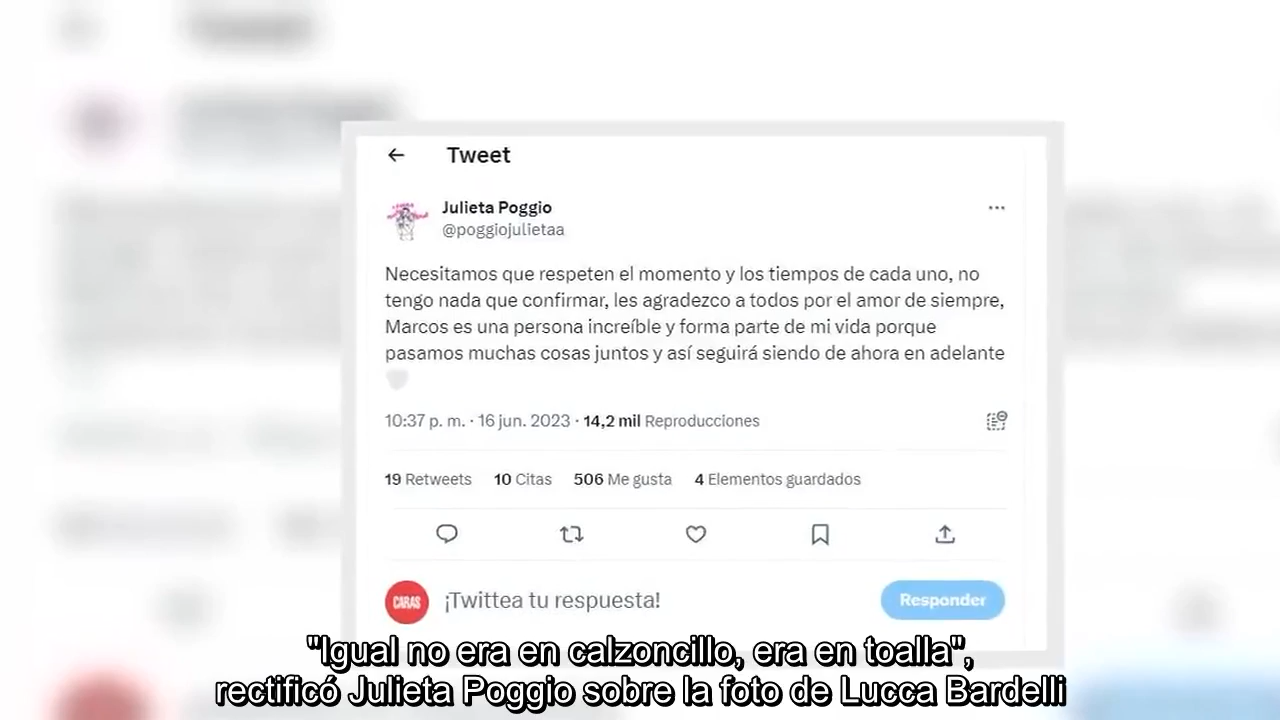 Tweet
Julieta Poggio
@poggiojulietaa
Necesitamos que respeten el momento y los tiempos de cada uno, no
tengo nada que confirmar, les agradezco a todos por el amor de siempre,
Marcos es una persona increíble y forma parte de mi vida porque
pasamos muchas cosas juntos y así seguirá siendo de ahora en adelante
10:37 p. m. · 16 jun. 2023 · 14,2 mil Reproducciones
19 Retweets 10 Citas 506 Me gusta 4 Elementos guardados
CARAS ¡Twittea tu respuesta! Responder
"Igual no era en calzoncillo, era en toalla",
rectificó Julieta Poggio sobre la foto de Lucca Bardelli